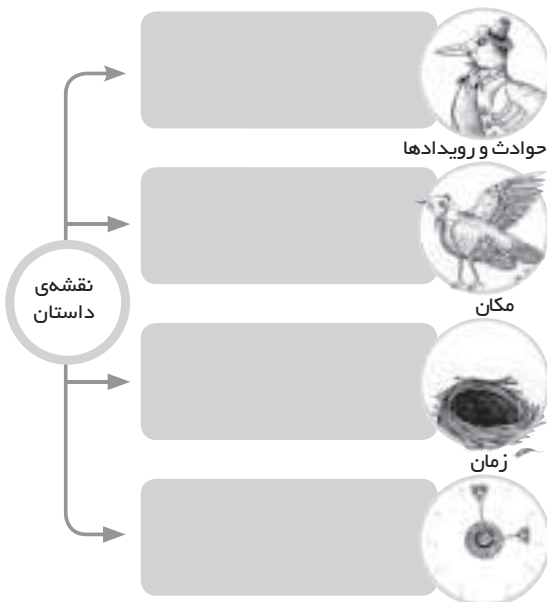 حوادث و رویدادها
مکان
نقشه‌ی
داستان
زمان